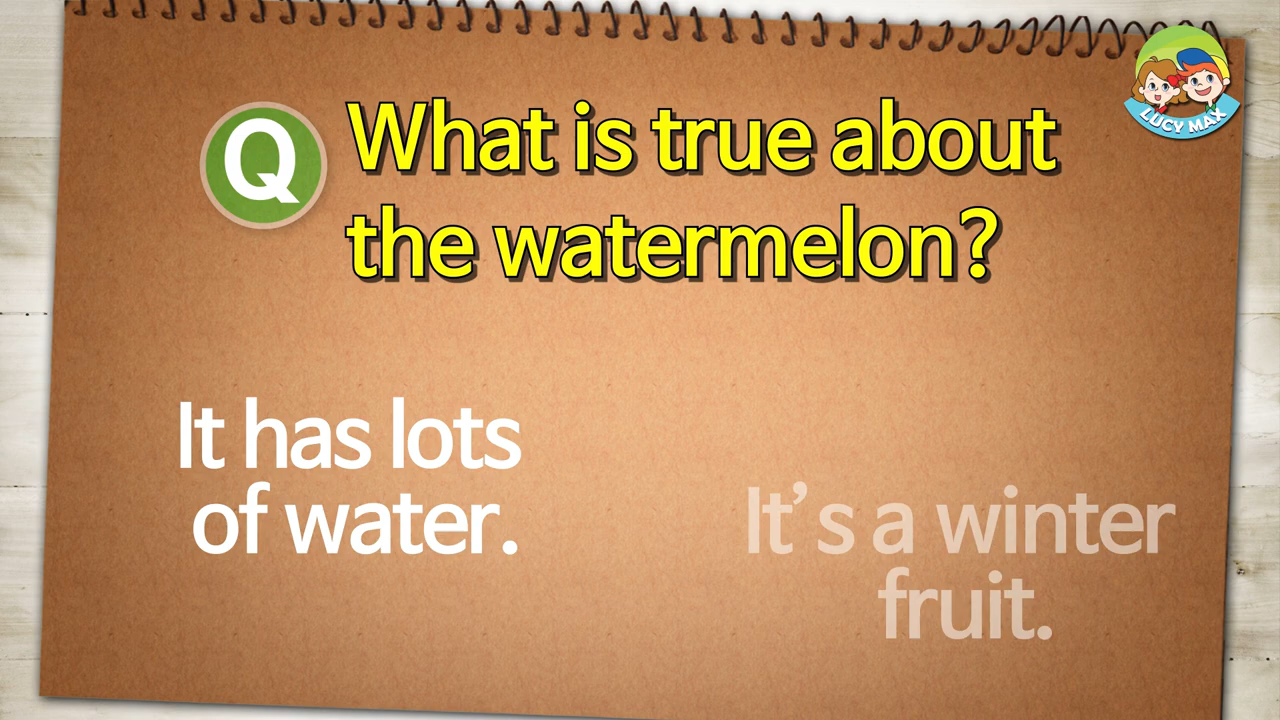 Q
What is true about
the watermelon?
LUCY MAX
It has lots
of water.
It’s a winter
fruit.